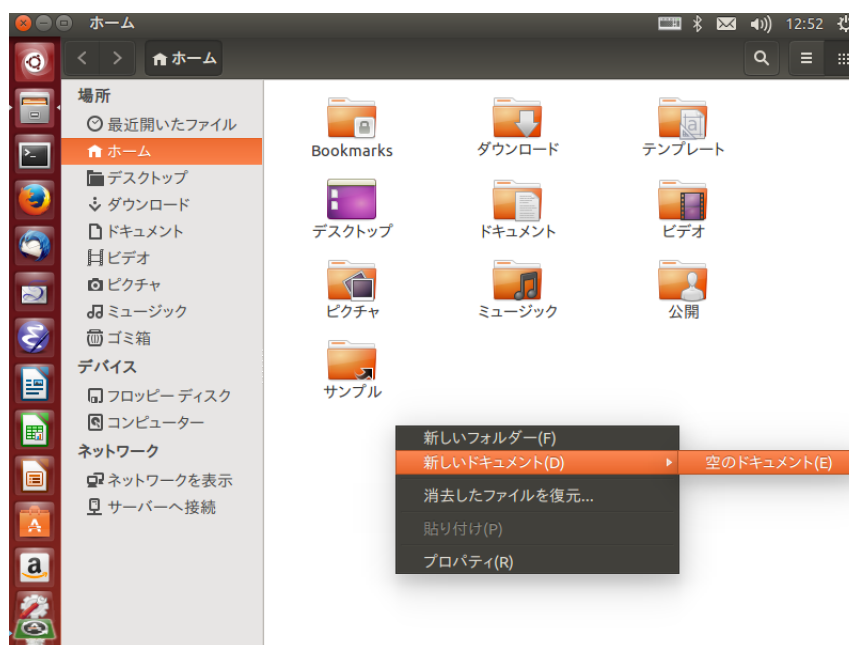 ホーム
12:52
ホーム
場所
最近開いたファイル
ホーム
デスクトップ
ダウンロード
ドキュメント
ビデオ
ピクチャ
ミュージック
ゴミ箱
デバイス
フロッピー ディスク
コンピューター
ネットワーク
ネットワークを表示
サーバーへ接続
Bookmarks
ダウンロード
テンプレート
デスクトップ
ドキュメント
ビデオ
ピクチャ
ミュージック
公開
サンプル
新しいフォルダー(F)
新しいドキュメント(D)
空のドキュメント(E)
消去したファイルを復元...
貼り付け(P)
プロパティ(R)